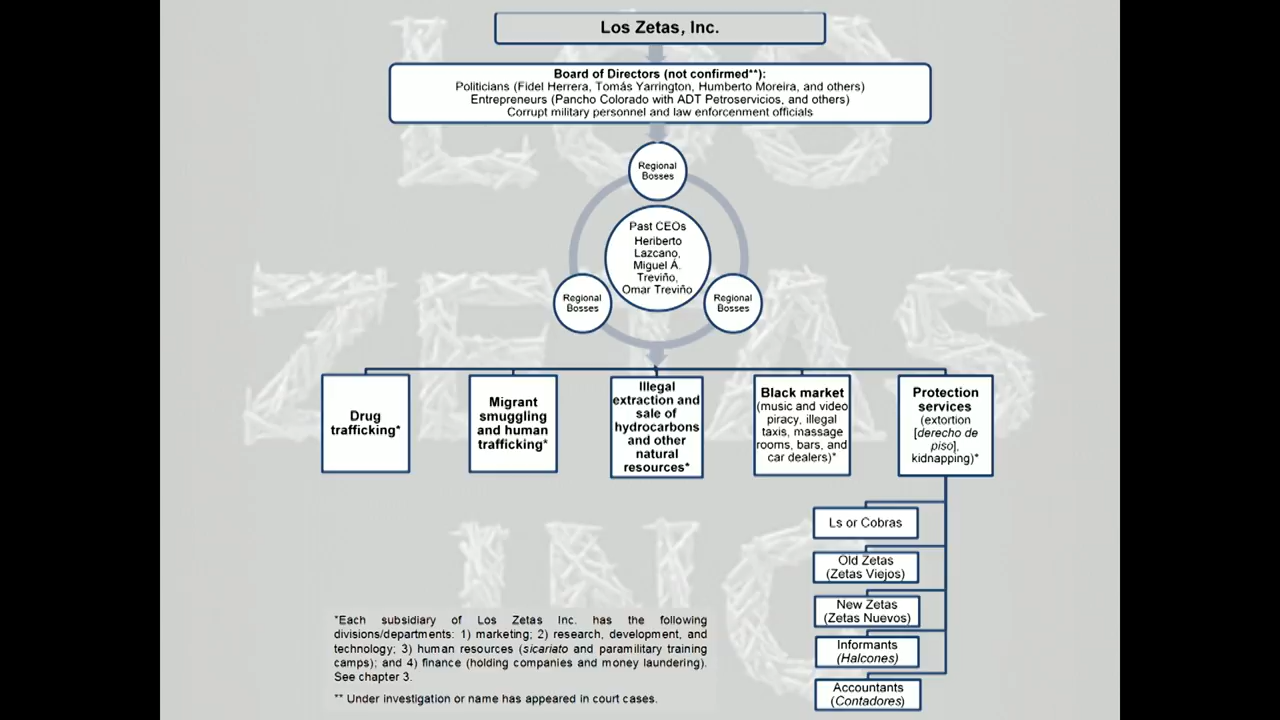 Los Zetas, Inc.
Board of Directors (not confirmed**):
Politicians (Fidel Herrera, Tomás Yarrington, Humberto Moreira, and others)
Entrepreneurs (Pancho Colorado with ADT Petroservicios, and others)
Corrupt military personnel and law enforcenment officials
Regional
Bosses
Past CEOs
Heriberto
Lazcano,
Miguel Á.
Treviño,
Omar Treviño
Regional
Bosses
Regional
Bosses
Drug
trafficking*
Migrant
smuggling
and human
trafficking*
Illegal
extraction and
sale of
hydrocarbons
and other
natural
resources*
Black market
(music and video
piracy, illegal
taxis, massage
rooms, bars, and
car dealers)*
Protection
services
(extortion
[derecho de
piso],
kidnapping)*
Ls or Cobras
Old Zetas
(Zetas Viejos)
New Zetas
(Zetas Nuevos)
Informants
(Halcones)
Accountants
(Contadores)
*Each subsidiary of Los Zetas Inc. has the following
divisions/departments: 1) marketing; 2) research, development, and
technology; 3) human resources (sicariato and paramilitary training
camps); and 4) finance (holding companies and money laundering).
See chapter 3.
** Under investigation or name has appeared in court cases.
LOS
ZETAS
INC